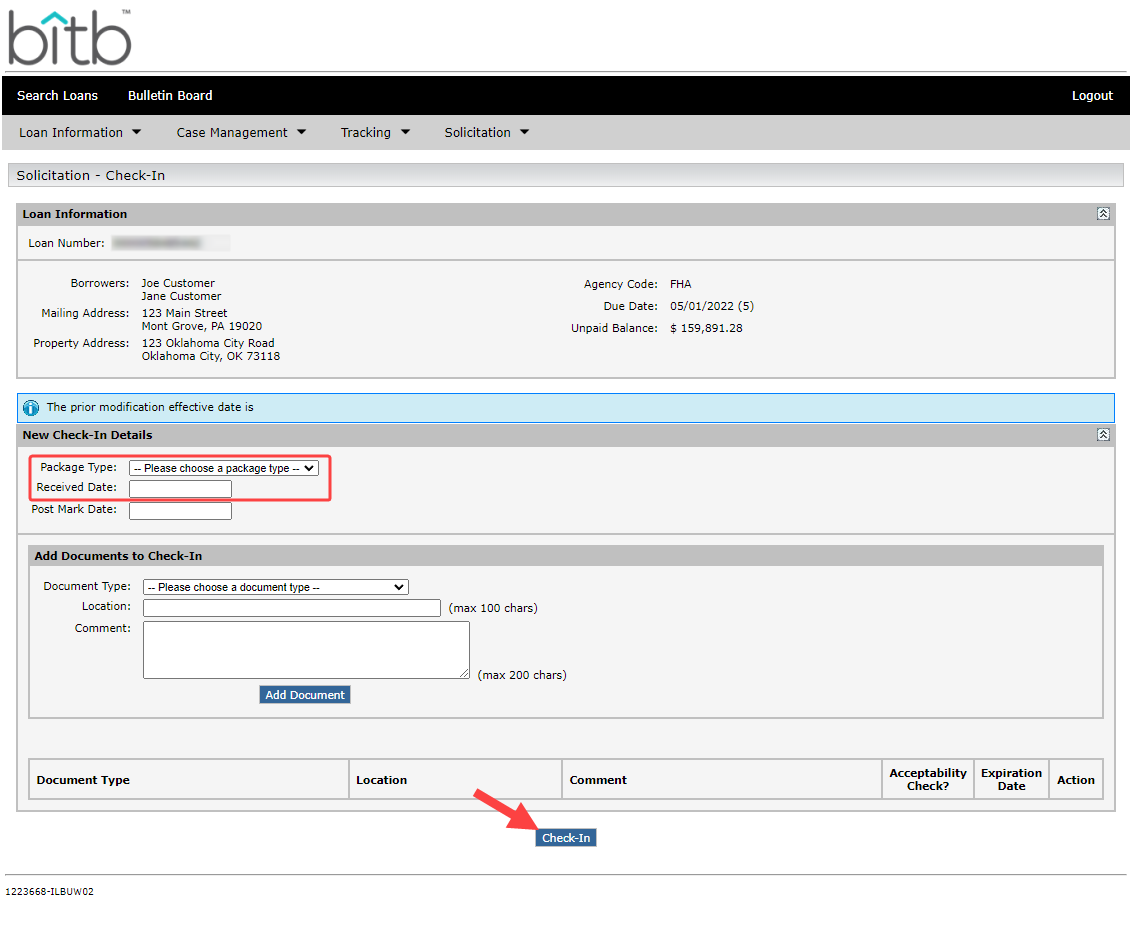 bitb™
Search Loans Bulletin Board Logout
Loan Information Case Management Tracking Solicitation
Solicitation - Check-In
Loan Information
Loan Number:
Borrowers: Joe Customer
Jane Customer
Mailing Address: 123 Main Street
Mont Grove, PA 19020
Property Address: 123 Oklahoma City Road
Oklahoma City, OK 73118
Agency Code: FHA
Due Date: 05/01/2022 (5)
Unpaid Balance: $ 159,891.28
The prior modification effective date is
New Check-In Details
Package Type: -- Please choose a package type --
Received Date:
Post Mark Date:
Add Documents to Check-In
Document Type: -- Please choose a document type --
Location: (max 100 chars)
Comment: (max 200 chars)
Add Document
Document Type Location Comment Acceptability Check? Expiration Date Action
Check-In
1223668-ILBUW02